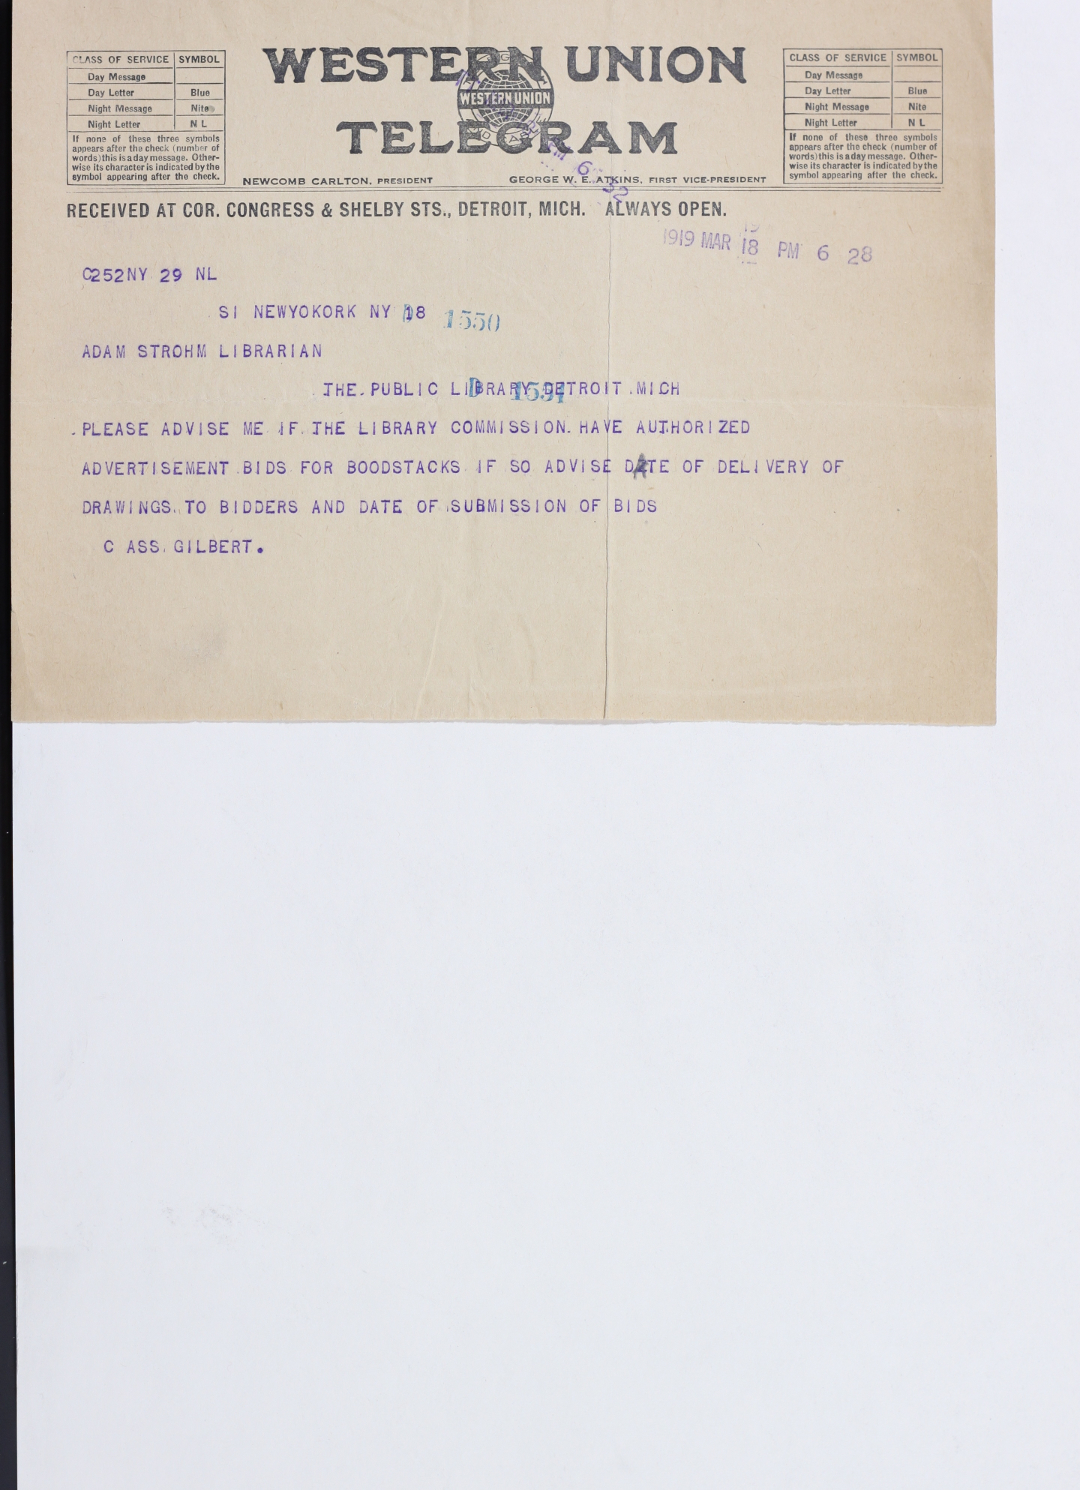 CLASS OF SERVICE SYMBOL
Day Message
Day Letter Blue
Night Message Nite
Night Letter N L
If none of these three symbols
appears after the check (number of
words) this is a day message. Other-
wise its character is indicated by the
symbol appearing after the check.
WESTERN UNION
WESTERN UNION
TELEGRAM
NEWCOMB CARLTON, PRESIDENT GEORGE W. E. ATKINS, FIRST VICE-PRESIDENT
CLASS OF SERVICE SYMBOL
Day Message
Day Letter Blue
Night Message Nite
Night Letter N L
If none of these three symbols
appears after the check (number of
words) this is a day message. Other-
wise its character is indicated by the
symbol appearing after the check.
PM 6 52
RECEIVED AT COR. CONGRESS & SHELBY STS., DETROIT, MICH. ALWAYS OPEN.
1919 MAR 18 PM 6 28
C252NY 29 NL
SI NEWYOKORK NY 18 1550
ADAM STROHM LIBRARIAN
THE PUBLIC LIBRARY DETROIT MICH
PLEASE ADVISE ME IF THE LIBRARY COMMISSION HAVE AUTHORIZED
ADVERTISEMENT BIDS FOR BOODSTACKS IF SO ADVISE DATE OF DELIVERY OF
DRAWINGS TO BIDDERS AND DATE OF SUBMISSION OF BIDS
C ASS GILBERT.